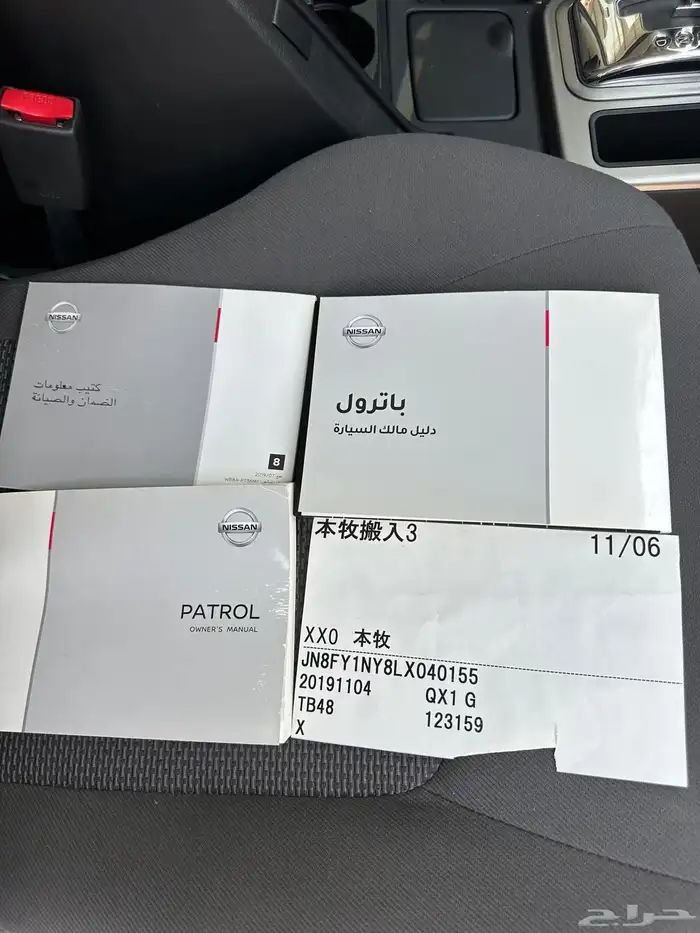 PRESS
D
NISSAN
كتيب معلومات
الضمان والصيانة
8
NISSAN
باترول
دليل مالك السيارة
NISSAN
PATROL
OWNER'S MANUAL
本牧搬入3
11/06
XX0 本牧
JN8FY1NY8LX040155
20191104 QX1 G
TB48 123159
X
حراج